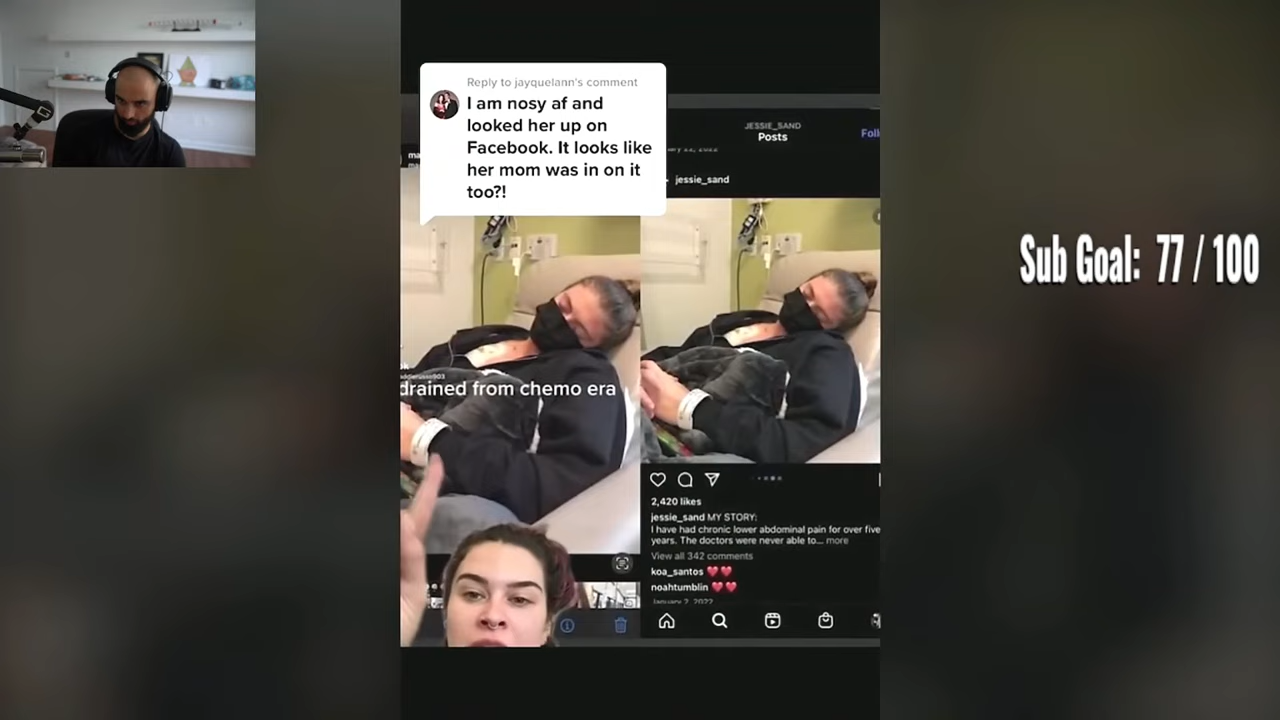 Reply to jayquelann's comment
I am nosy af and
looked her up on
Facebook. It looks like
her mom was in on it
too?!
JESSIE_SAND
Posts
jessie_sand
drained from chemo era
2,420 likes
jessie_sand MY STORY:
I have had chronic lower abdominal pain for over five
years. The doctors were never able to... more
View all 342 comments
koa_santos ❤️❤️
noahtumblin ❤️❤️
January 2, 2022
Sub Goal: 77 / 100